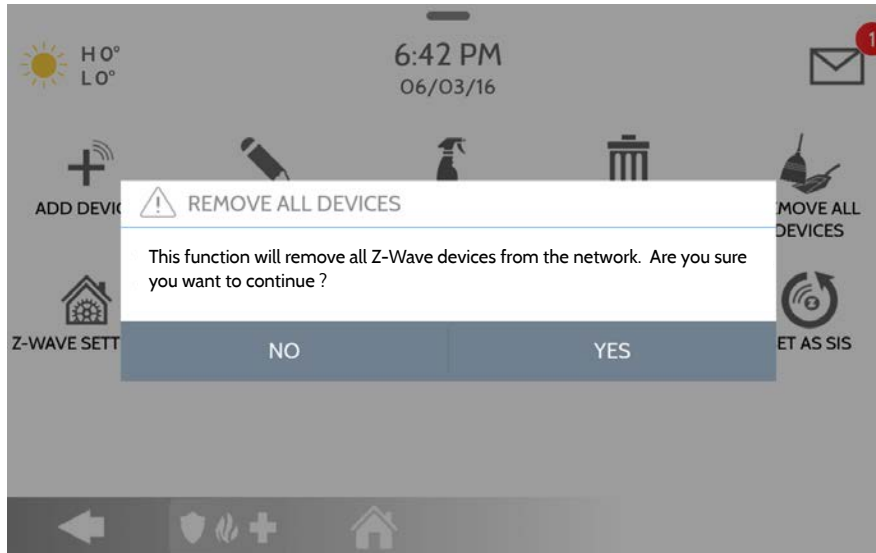 H 0°
L 0°
6:42 PM
06/03/16
1
ADD DEVIC
MOVE ALL
DEVICES
REMOVE ALL DEVICES
This function will remove all Z-Wave devices from the network. Are you sure
you want to continue ?
Z-WAVE SETT
NO
YES
ET AS SIS